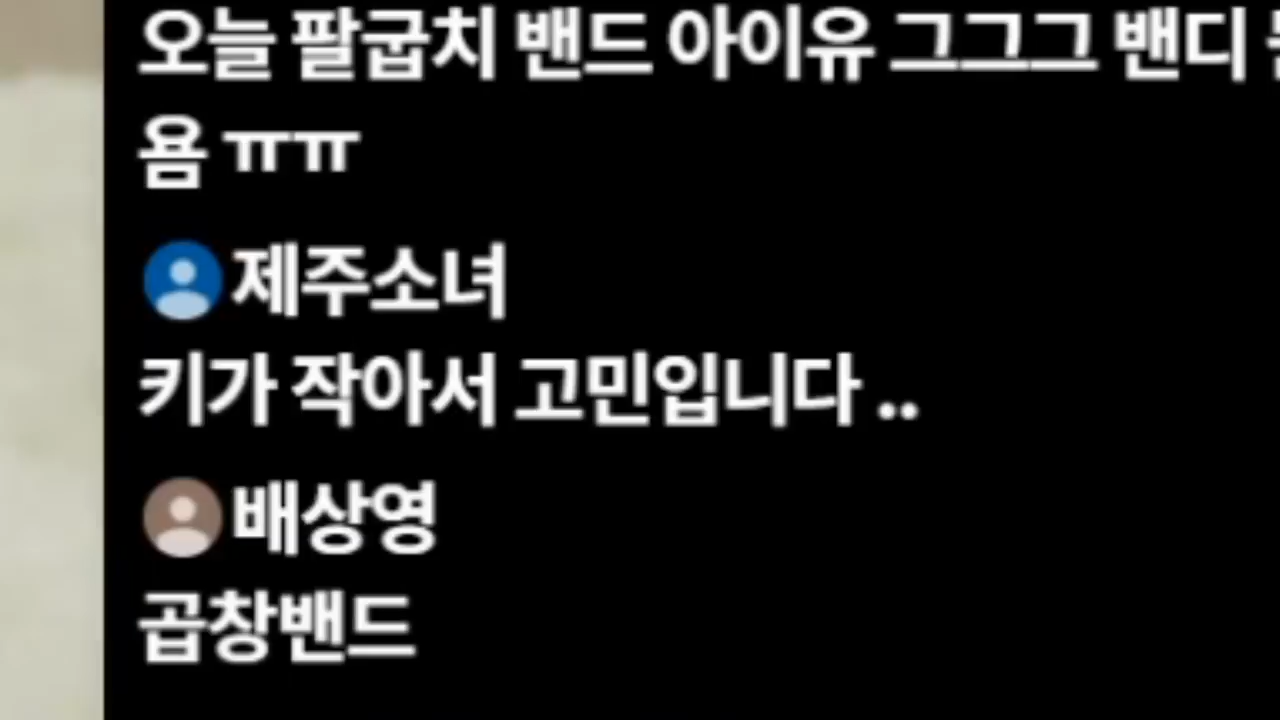 오늘 팔굽치 밴드 아이유 그그그 밴디
욤 ㅠㅠ
제주소녀
키가 작아서 고민입니다 ..
배상영
곱창밴드